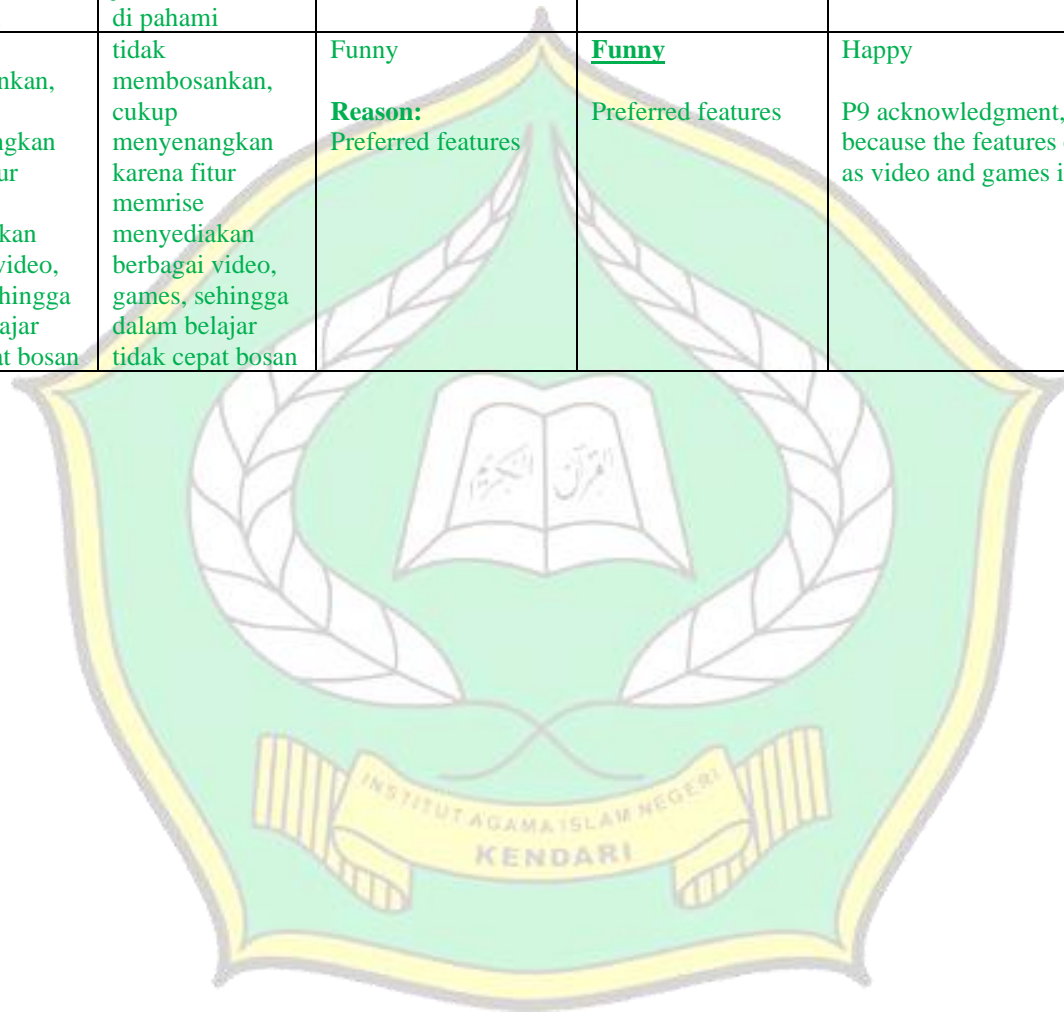 di pahami
tidak
membosankan,
cukup
menyenangkan
karena fitur
memrise
menyediakan
berbagai video,
games, sehingga
dalam belajar
tidak cepat bosan
Funny
Reason:
Preferred features
Funny
Preferred features
Happy
P9 acknowledgment,
because the features
as video and games
video,
bosan
INSTITUT AGAMA ISLAM NEGERI
KENDARI